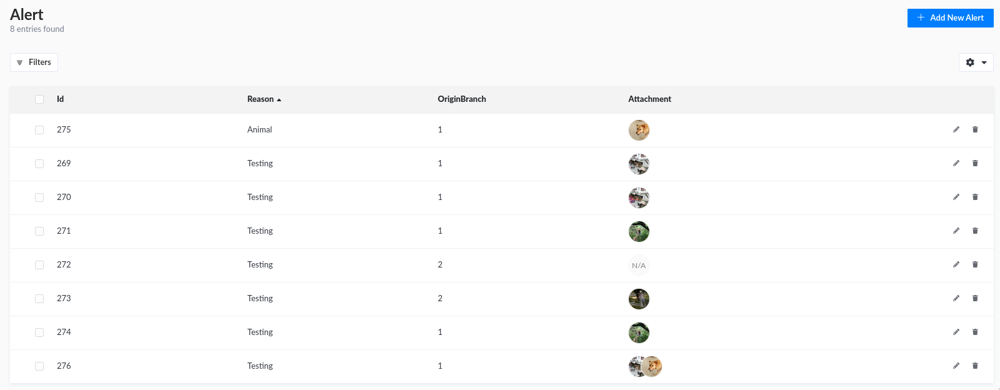 Alert
8 entries found
Add New Alert
Filters
Id Reason OriginBranch Attachment
275 Animal 1
269 Testing 1
270 Testing 1
271 Testing 1
272 Testing 2 N/A
273 Testing 2
274 Testing 1
276 Testing 1